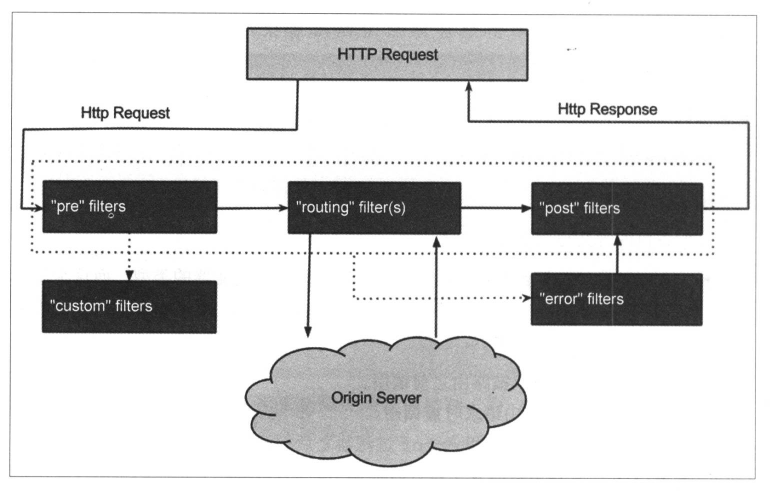 HTTP Request
Http Request
Http Response
"pre" filters
"routing" filter(s)
"post" filters
"custom" filters
"error" filters
Origin Server